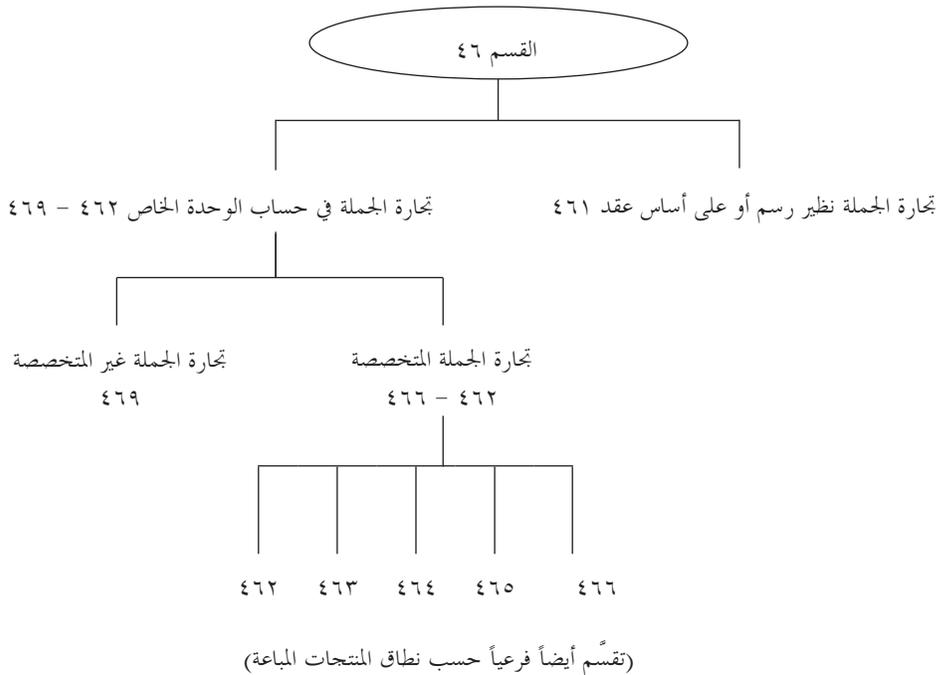 القسم ٤٦
تجارة الجملة نظير رسم أو على أساس عقد ٤٦١
تجارة الجملة في حساب الوحدة الخاص ٤٦٢ – ٤٦٩
تجارة الجملة المتخصصة
٤٦٢ – ٤٦٦
تجارة الجملة غير المتخصصة
٤٦٩
٤٦٦ ٤٦٥ ٤٦٤ ٤٦٣ ٤٦٢
(تقسَّم أيضاً فرعياً حسب نطاق المنتجات المباعة)